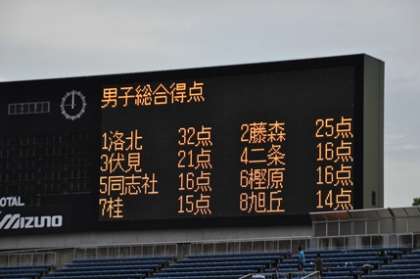 男子総合得点
1洛北 32点 2藤森 25点
3伏見 21点 4二条 16点
5同志社 16点 6樫原 16点
7桂 15点 8旭丘 14点
TOTAL
MIZUNO